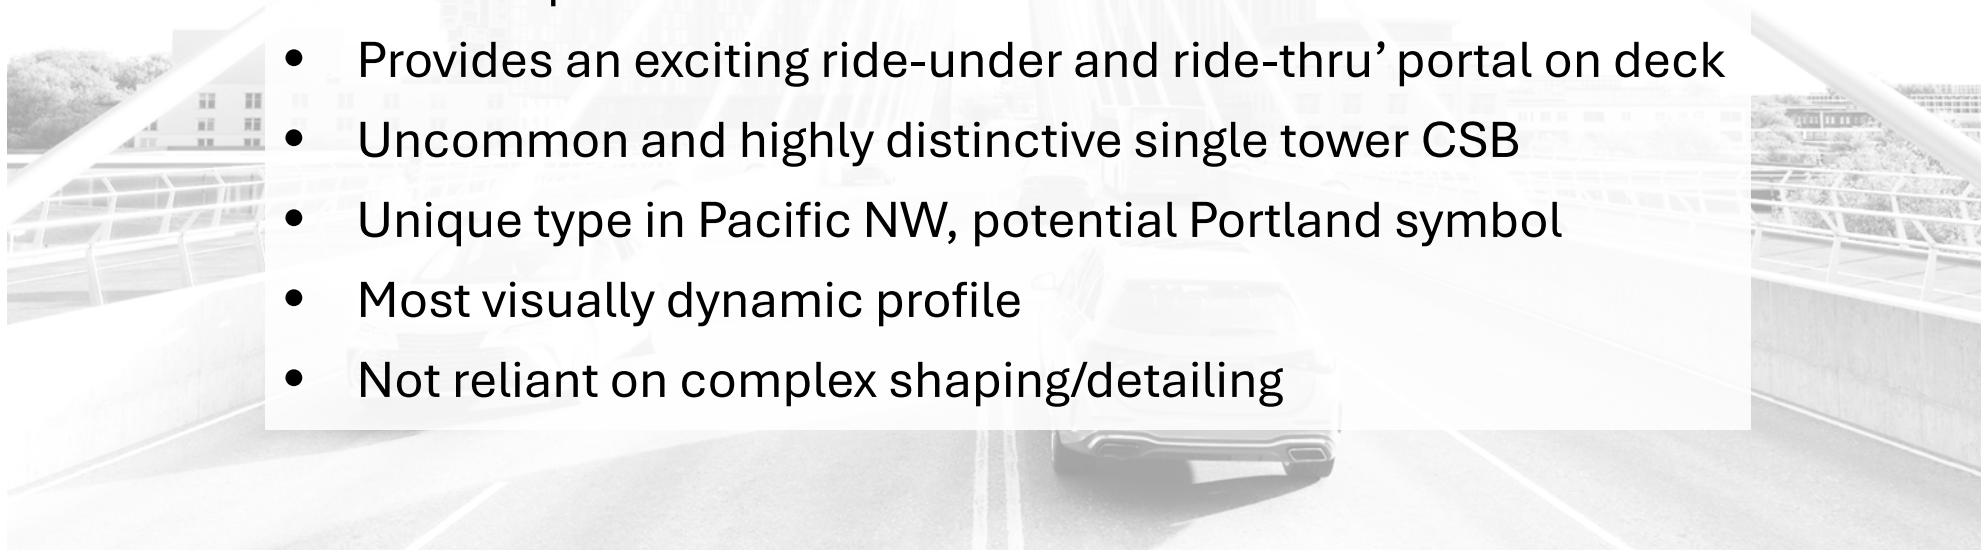 • Provides an exciting ride-under and ride-thru’ portal on deck
• Uncommon and highly distinctive single tower CSB
• Unique type in Pacific NW, potential Portland symbol
• Most visually dynamic profile
• Not reliant on complex shaping/detailing